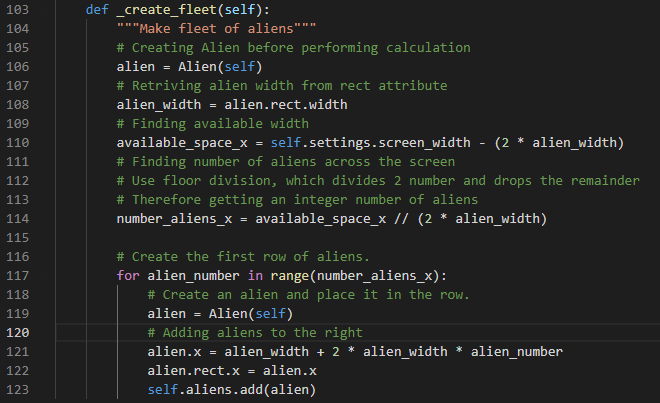 103 def _create_fleet(self):
104 """Make fleet of aliens"""
105 # Creating Alien before performing calculation
106 alien = Alien(self)
107 # Retriving alien width from rect attribute
108 alien_width = alien.rect.width
109 # Finding available width
110 available_space_x = self.settings.screen_width - (2 * alien_width)
111 # Finding number of aliens across the screen
112 # Use floor division, which divides 2 number and drops the remainder
113 # Therefore getting an integer number of aliens
114 number_aliens_x = available_space_x // (2 * alien_width)
115
116 # Create the first row of aliens.
117 for alien_number in range(number_aliens_x):
118 # Create an alien and place it in the row.
119 alien = Alien(self)
120 # Adding aliens to the right
121 alien.x = alien_width + 2 * alien_width * alien_number
122 alien.rect.x = alien.x
123 self.aliens.add(alien)